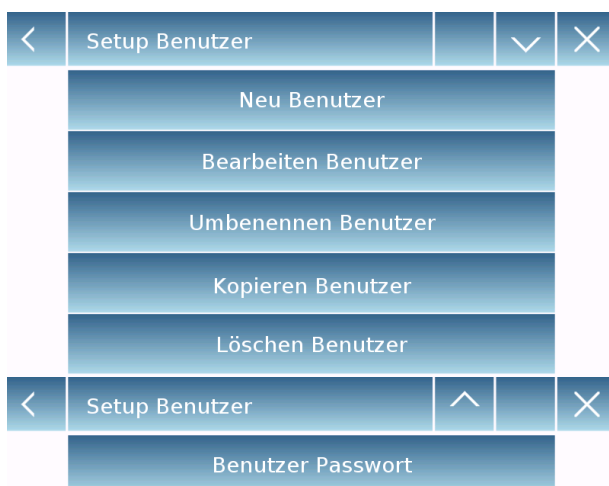 Setup Benutzer
Neu Benutzer
Bearbeiten Benutzer
Umbenennen Benutzer
Kopieren Benutzer
Löschen Benutzer
Setup Benutzer
Benutzer Passwort